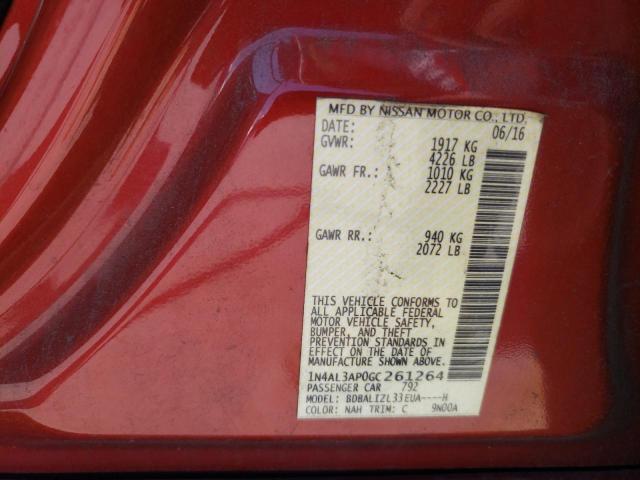 MFD BY NISSAN MOTOR CO., LTD.
DATE: 06/16
GVWR: 1917 KG
4226 LB
GAWR FR.: 1010 KG
2227 LB
GAWR RR.: 940 KG
2072 LB
THIS VEHICLE CONFORMS TO
ALL APPLICABLE FEDERAL
MOTOR VEHICLE SAFETY,
BUMPER, AND THEFT
PREVENTION STANDARDS IN
EFFECT ON THE DATE OF
MANUFACTURE SHOWN ABOVE.
1N4AL3AP0GC261264
PASSENGER CAR 792
MODEL: BDBALIZL33EUA----H
COLOR: NAH TRIM: C 9N00A